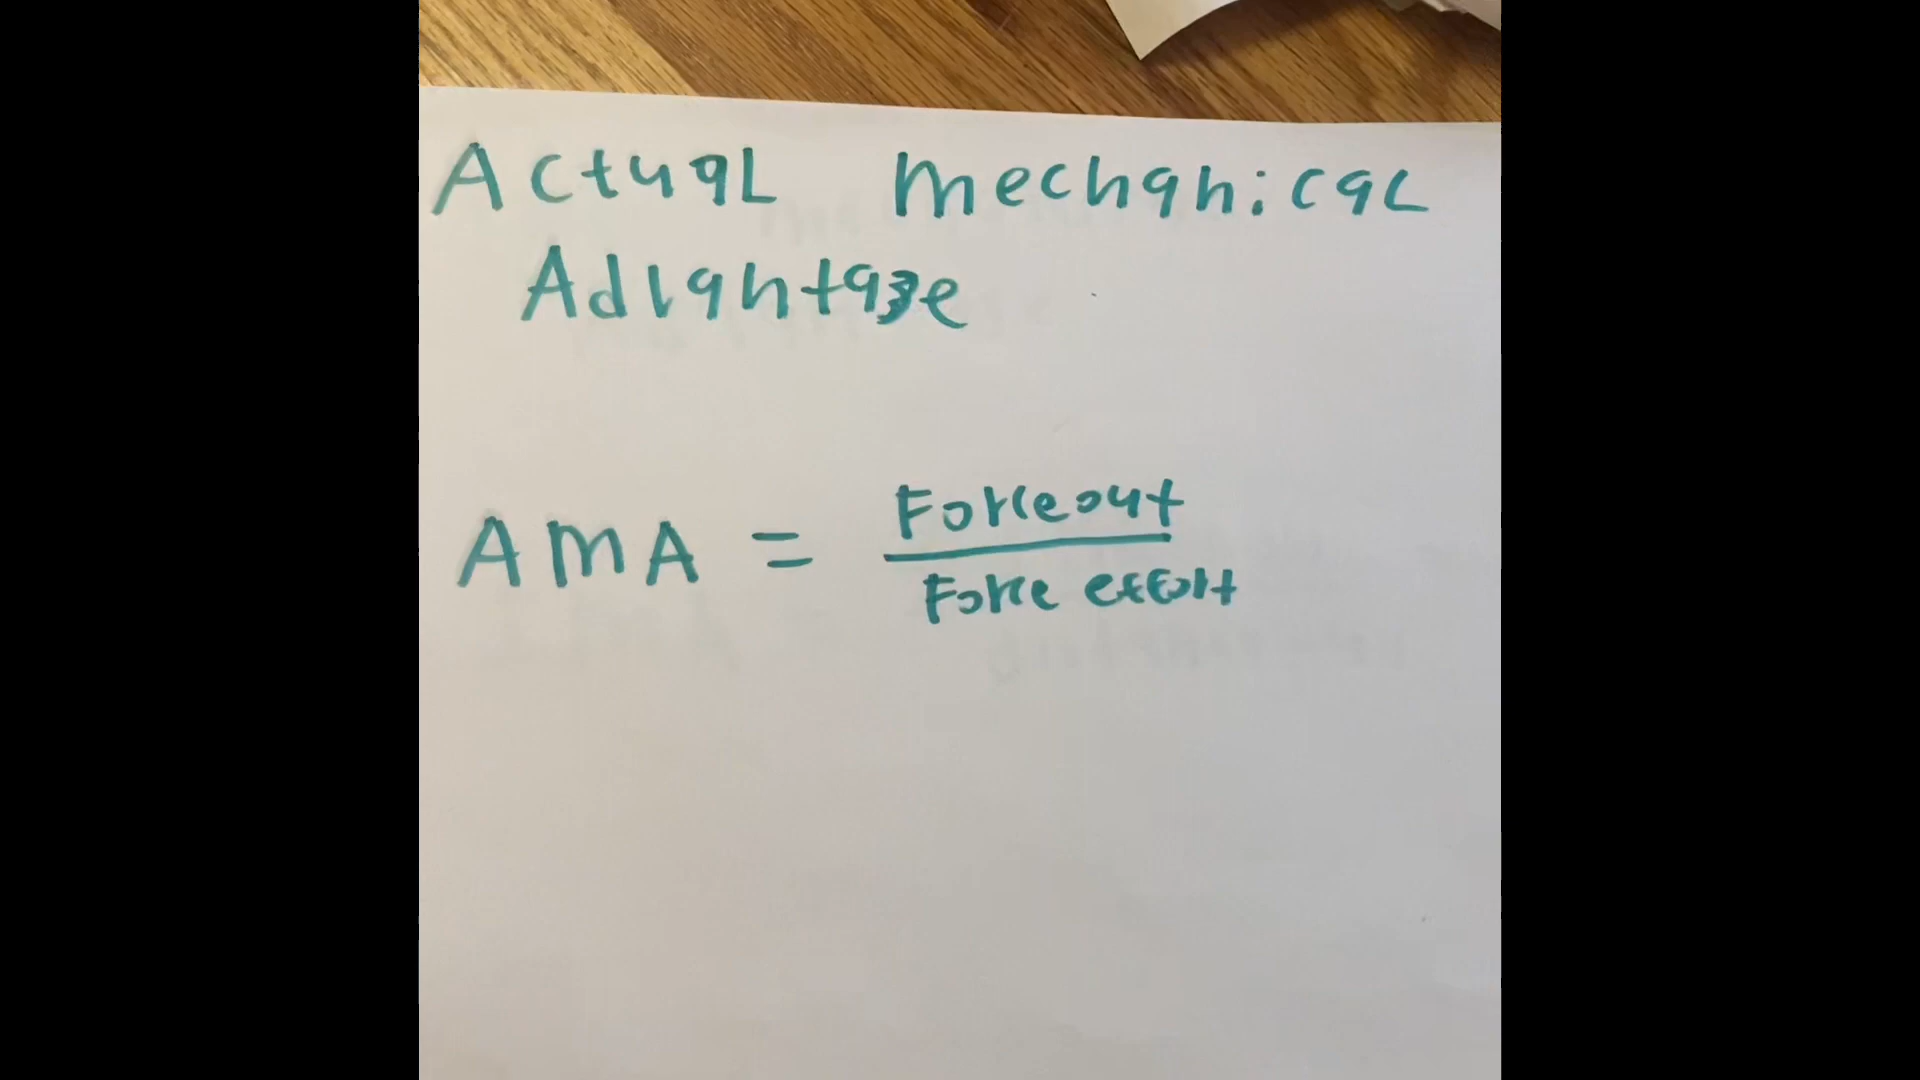 Actual Mechanical
Advantage
AMA = Force out
Force effort